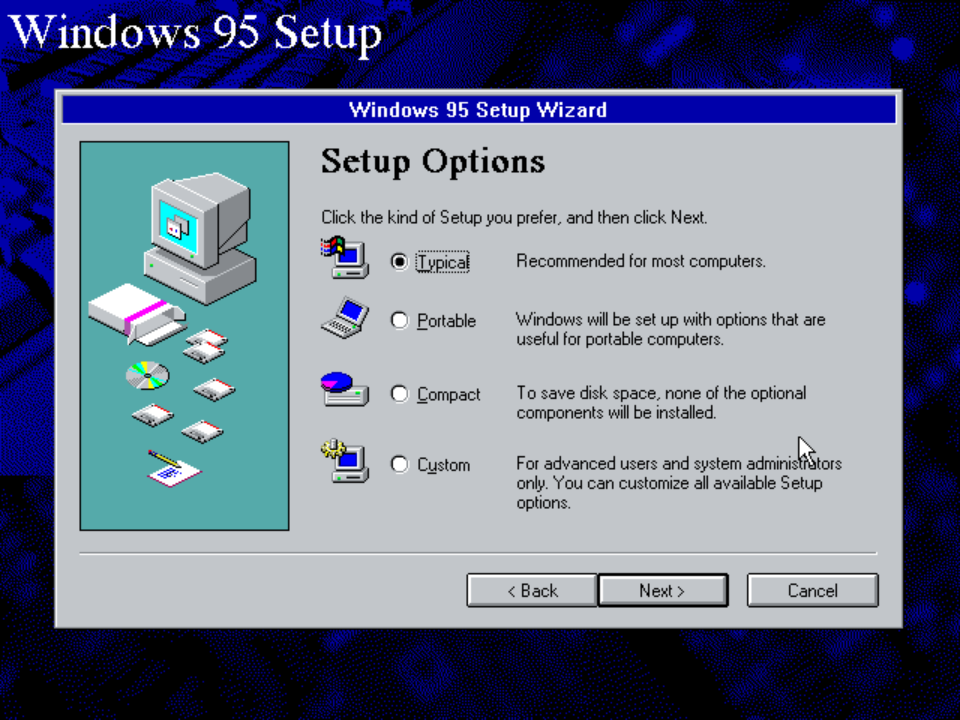 Windows 95 Setup
Windows 95 Setup Wizard
Setup Options
Click the kind of Setup you prefer, and then click Next.
Typical
Recommended for most computers.
Portable
Windows will be set up with options that are
useful for portable computers.
Compact
To save disk space, none of the optional
components will be installed.
Custom
For advanced users and system administrators
only. You can customize all available Setup
options.
< Back
Next >
Cancel